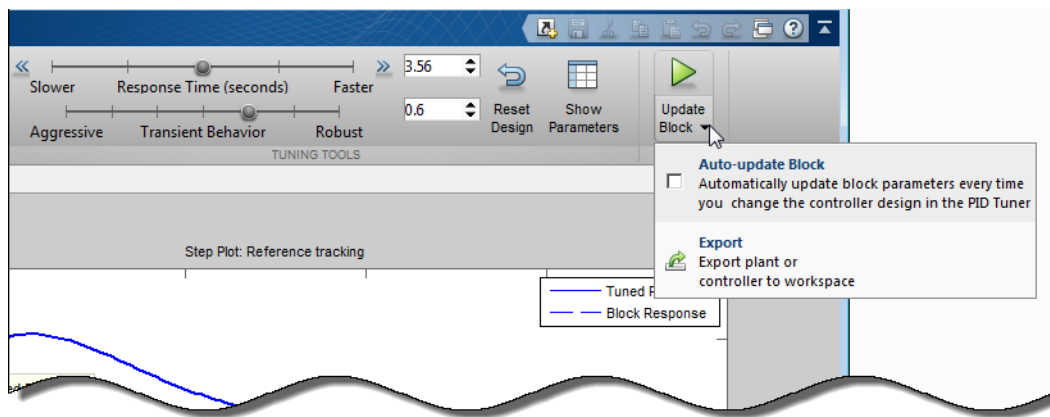 3.56
Slower Response Time (seconds) Faster
0.6
Aggressive Transient Behavior Robust
Reset
Design
Show
Parameters
Update
Block
TUNING TOOLS
Auto-update Block
Automatically update block parameters every time
you change the controller design in the PID Tuner
Export
Export plant or
controller to workspace
Step Plot: Reference tracking
Tuned
Block Response